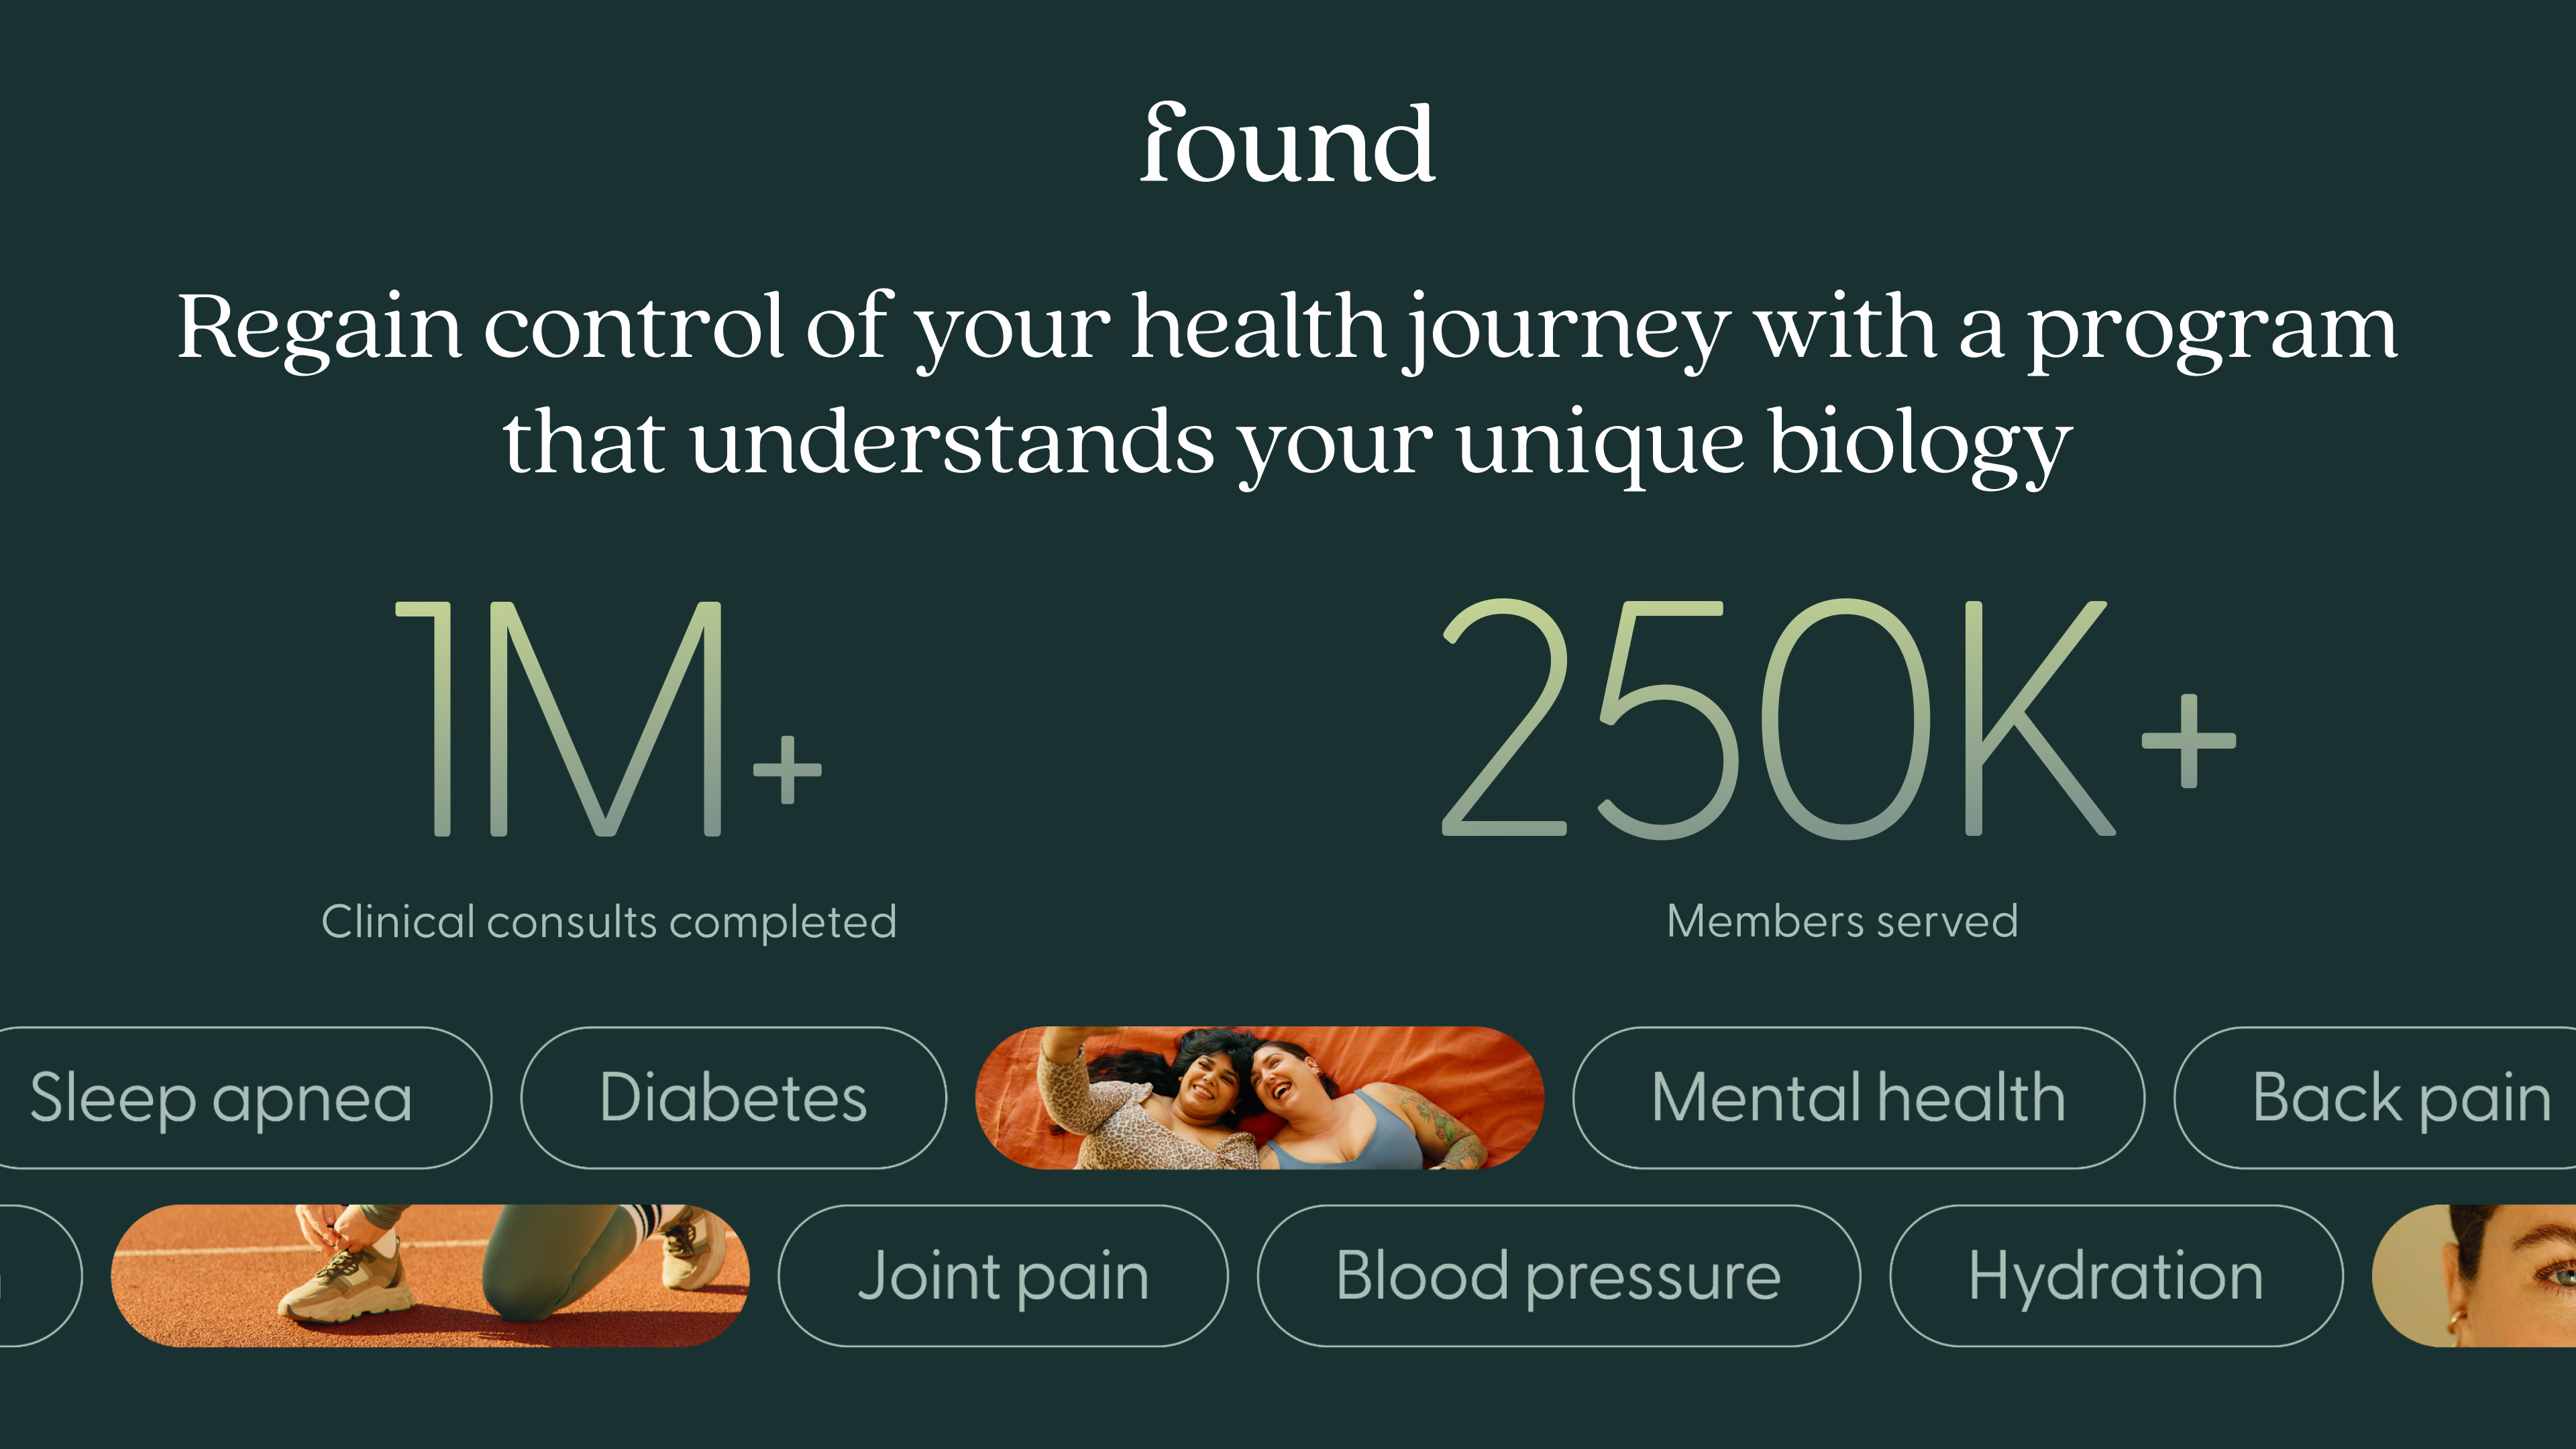 found
Regain control of your health journey with a program
that understands your unique biology
1M+
250K+
Clinical consults completed
Members served
Sleep apnea
Diabetes
Mental health
Back pain
Joint pain
Blood pressure
Hydration